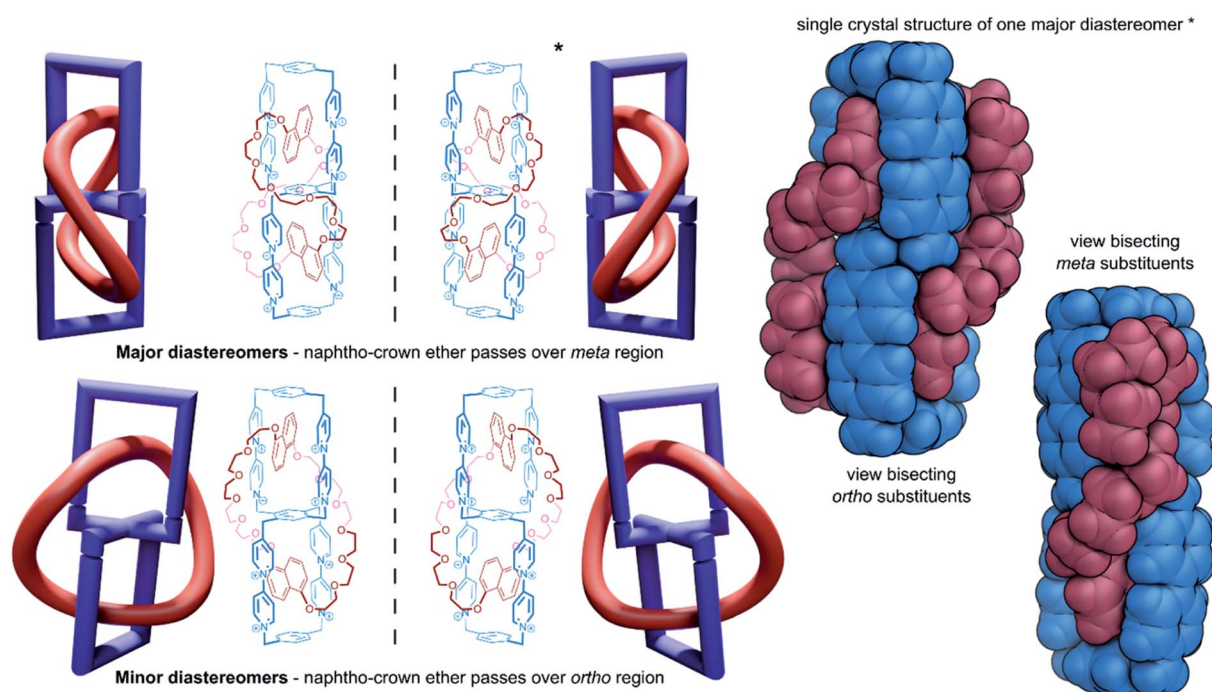 single crystal structure of one major diastereomer *
*
Major diastereomers - naphtho-crown ether passes over meta region
view bisecting
meta substituents
view bisecting
ortho substituents
Minor diastereomers - naphtho-crown ether passes over ortho region